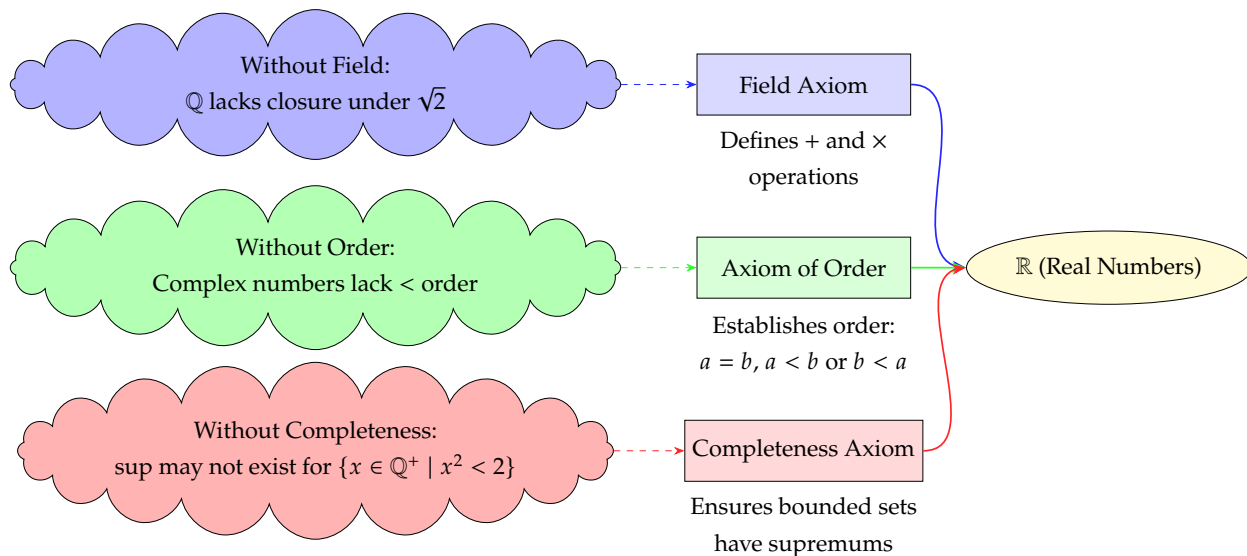 Without Field:
ℚ lacks closure under √2
Field Axiom
Defines + and ×
operations
Without Order:
Complex numbers lack < order
Axiom of Order
Establishes order:
a = b, a < b or b < a
ℝ (Real Numbers)
Without Completeness:
sup may not exist for {x ∈ ℚ⁺ | x² < 2}
Completeness Axiom
Ensures bounded sets
have supremums